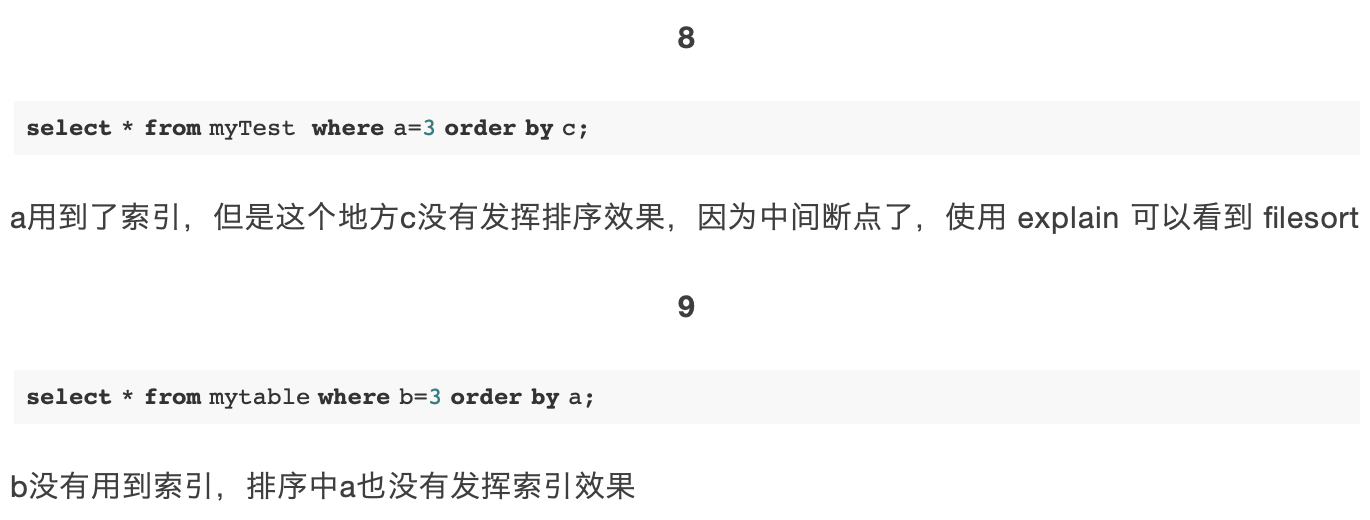 8
select * from myTest  where a=3 order by c;
a用到了索引，但是这个地方c没有发挥排序效果，因为中间断点了，使用 explain 可以看到 filesort
9
select * from mytable where b=3 order by a;
b没有用到索引，排序中a也没有发挥索引效果